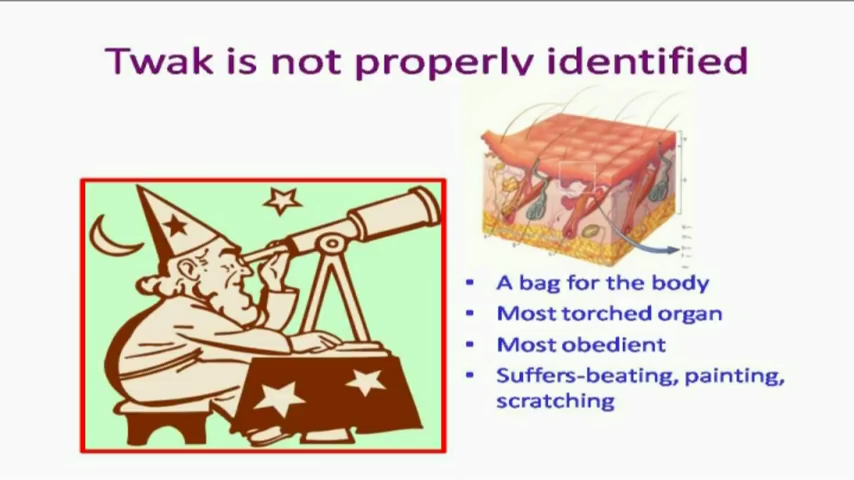 Twak is not properly identified
▪ A bag for the body
▪ Most torched organ
▪ Most obedient
▪ Suffers-beating, painting,
scratching